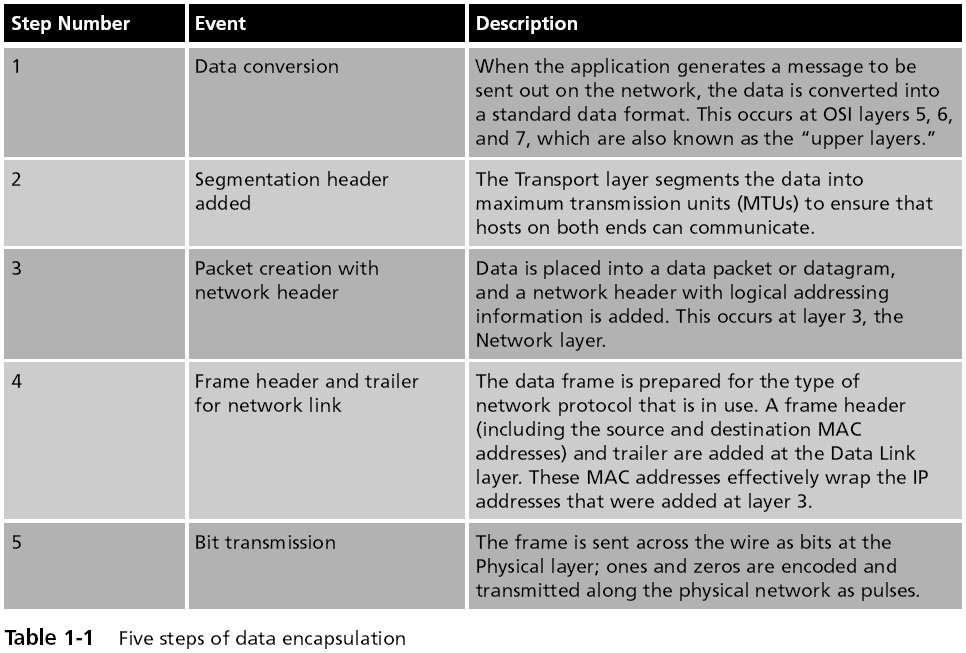 Step Number Event Description
1 Data conversion When the application generates a message to be
sent out on the network, the data is converted into
a standard data format. This occurs at OSI layers 5, 6,
and 7, which are also known as the “upper layers.”
2 Segmentation header The Transport layer segments the data into
added maximum transmission units (MTUs) to ensure that
hosts on both ends can communicate.
3 Packet creation with Data is placed into a data packet or datagram,
network header and a network header with logical addressing
information is added. This occurs at layer 3, the
Network layer.
4 Frame header and trailer The data frame is prepared for the type of
for network link network protocol that is in use. A frame header
(including the source and destination MAC
addresses) and trailer are added at the Data Link
layer. These MAC addresses effectively wrap the IP
addresses that were added at layer 3.
5 Bit transmission The frame is sent across the wire as bits at the
Physical layer; ones and zeros are encoded and
transmitted along the physical network as pulses.
Table 1-1 Five steps of data encapsulation